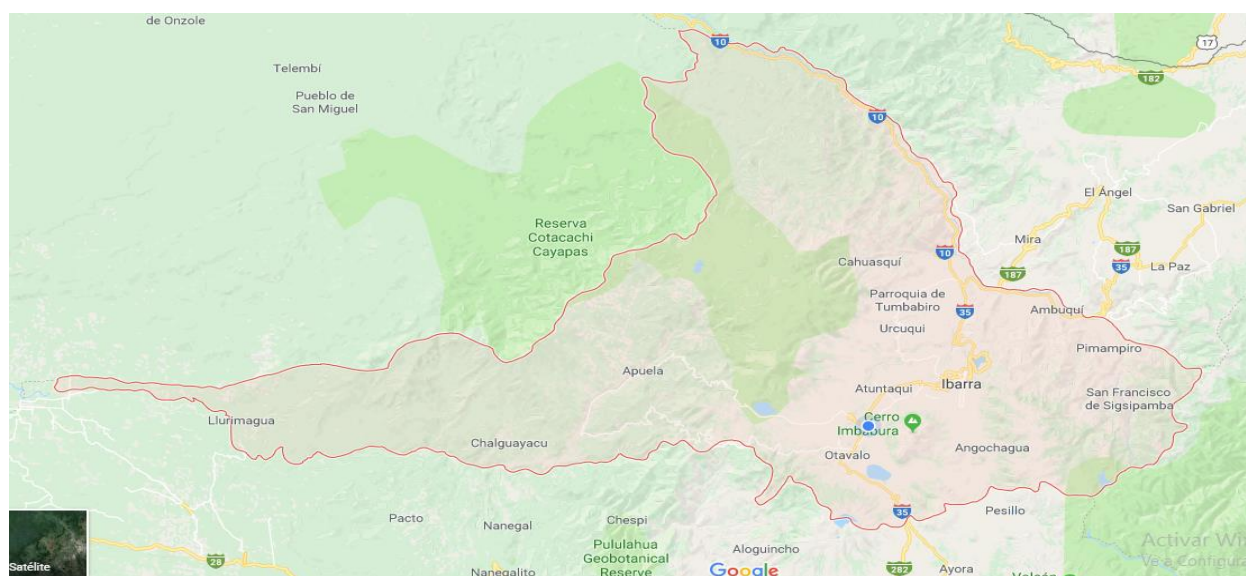 de Onzole
10
17
Telembí
182
Pueblo de
San Miguel
10
El Ángel
San Gabriel
Reserva
Cotacachi
Cayapas
Mira
10
187
Cahuasquí
187
35
La Paz
Parroquia de
Tumbabiro
35
Ambuquí
Urcuqui
Pimampiro
Apuela
Atuntaqui
Ibarra
San Francisco
de Sigsipamba
Llurimagua
Cerro
Imbabura
Chalguayacu
Otavalo
Angochagua
Pacto
Nanegal
Chespi
35
Pesillo
Pululahua
Geobotanical
Reserve
Aloguincho
Activar Wi
Ve a Configura
28
Satélite
Nanegalito
Google
282
Ayora
Volcán